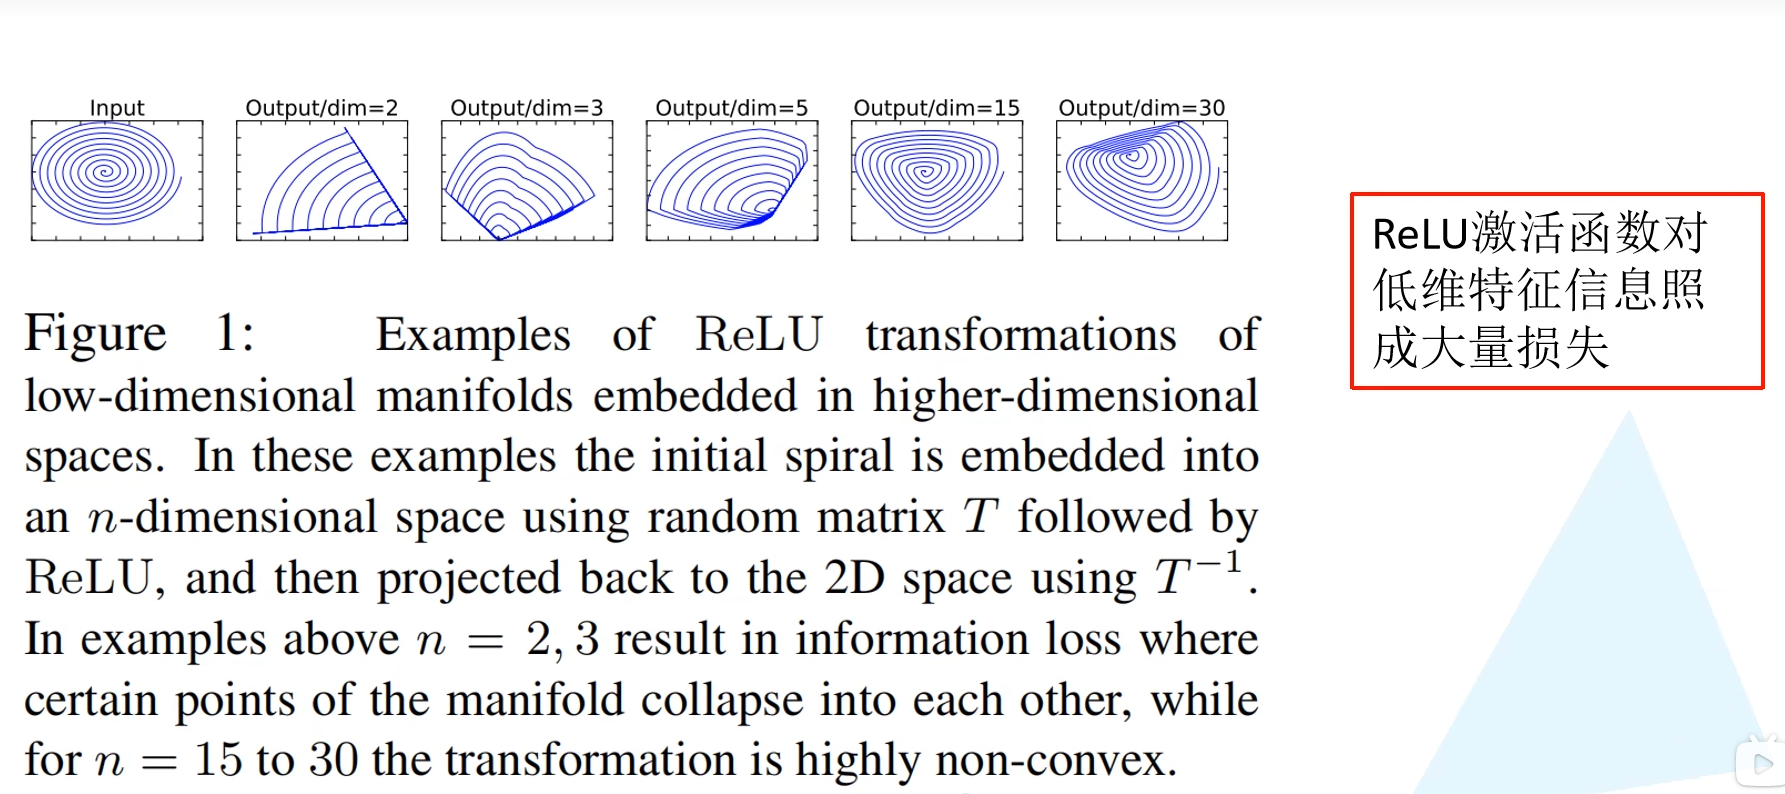 Input
Output/dim=2
Output/dim=3
Output/dim=5
Output/dim=15
Output/dim=30
Figure 1: Examples of ReLU transformations of
low-dimensional manifolds embedded in higher-dimensional
spaces. In these examples the initial spiral is embedded into
an n-dimensional space using random matrix T followed by
ReLU, and then projected back to the 2D space using T⁻¹.
In examples above n = 2, 3 result in information loss where
certain points of the manifold collapse into each other, while
for n = 15 to 30 the transformation is highly non-convex.
ReLU激活函数对
低维特征信息照
成大量损失